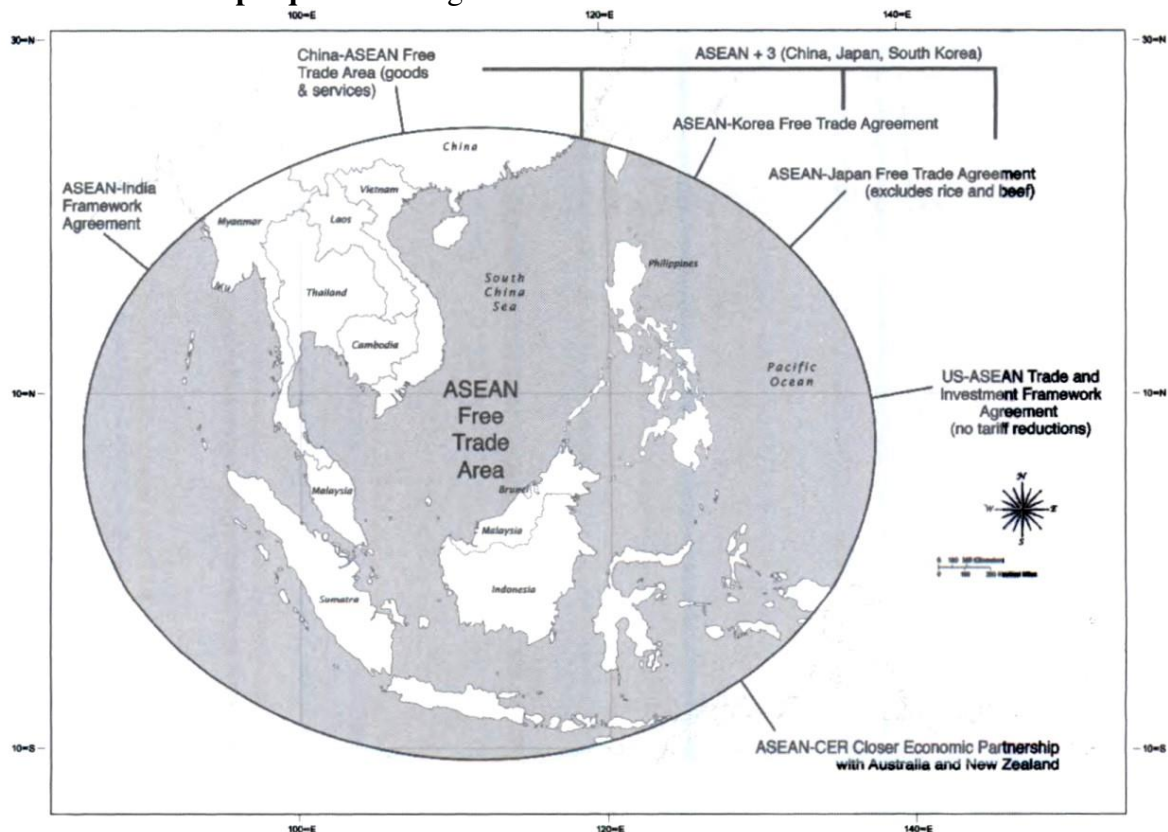 100=E
120=E
140=E
30=N
30=N
China-ASEAN Free
Trade Area (goods
& services)
ASEAN + 3 (China, Japan, South Korea)
ASEAN-Korea Free Trade Agreement
ASEAN-Japan Free Trade Agreement
(excludes rice and beef)
ASEAN-India
Framework
Agreement
China
Vietnam
Myanmar
Laos
Thailand
Cambodia
South
China
Sea
Philippines
Pacific
Ocean
10=N
10=N
ASEAN
Free
Trade
Area
US-ASEAN Trade and
Investment Framework
Agreement
(no tariff reductions)
Brunei
Malaysia
Malaysia
Indonesia
Sumatra
N
W
E
S
10=S
10=S
ASEAN-CER Closer Economic Partnership
with Australia and New Zealand
100=E
120=E
140=E